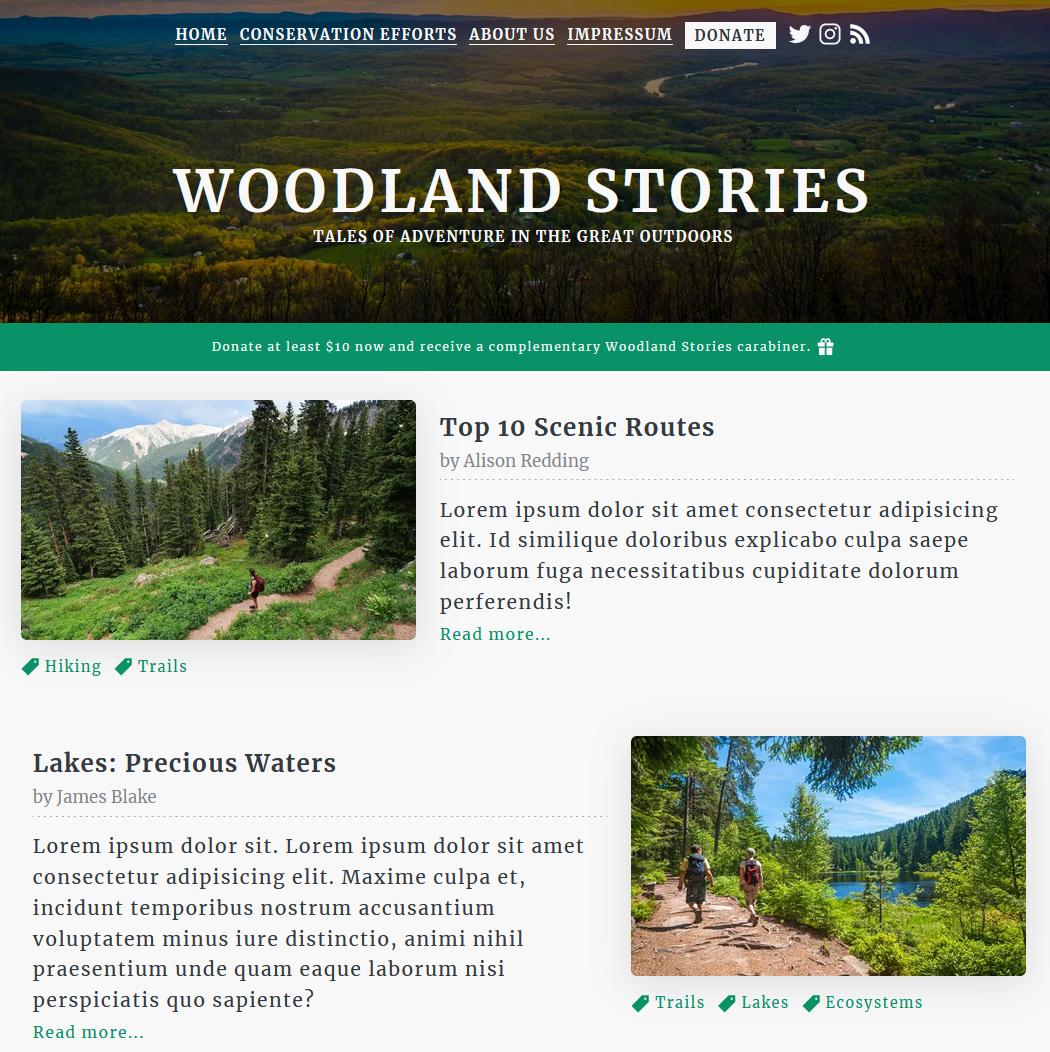 HOME CONSERVATION EFFORTS ABOUT US IMPRESSUM DONATE
WOODLAND STORIES
TALES OF ADVENTURE IN THE GREAT OUTDOORS
Donate at least $10 now and receive a complementary Woodland Stories carabiner.
Top 10 Scenic Routes
by Alison Redding
Lorem ipsum dolor sit amet consectetur adipisicing
elit. Id similique doloribus explicabo culpa saepe
laborum fuga necessitatibus cupiditate dolorum
perferendis!
Read more...
Hiking Trails
Lakes: Precious Waters
by James Blake
Lorem ipsum dolor sit. Lorem ipsum dolor sit amet
consectetur adipisicing elit. Maxime culpa et,
incidunt temporibus nostrum accusantium
voluptatem minus iure distinctio, animi nihil
praesentium unde quam eaque laborum nisi
perspiciatis quo sapiente?
Read more...
Trails Lakes Ecosystems